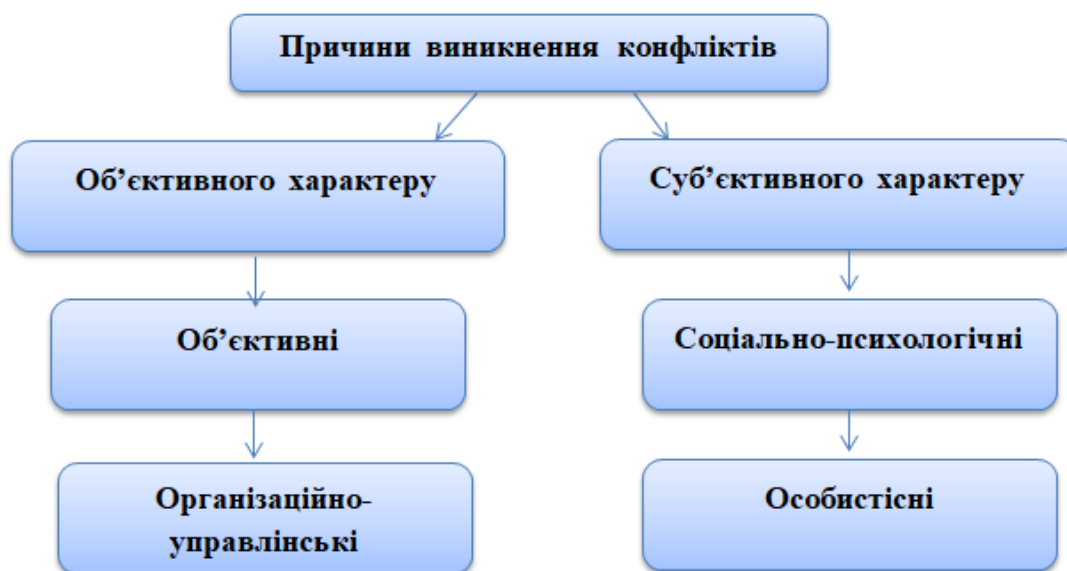 Причини виникнення конфліктів
Об’єктивного характеру
Суб’єктивного характеру
Об’єктивні
Соціально-психологічні
Організаційно-
управлінські
Особистісні